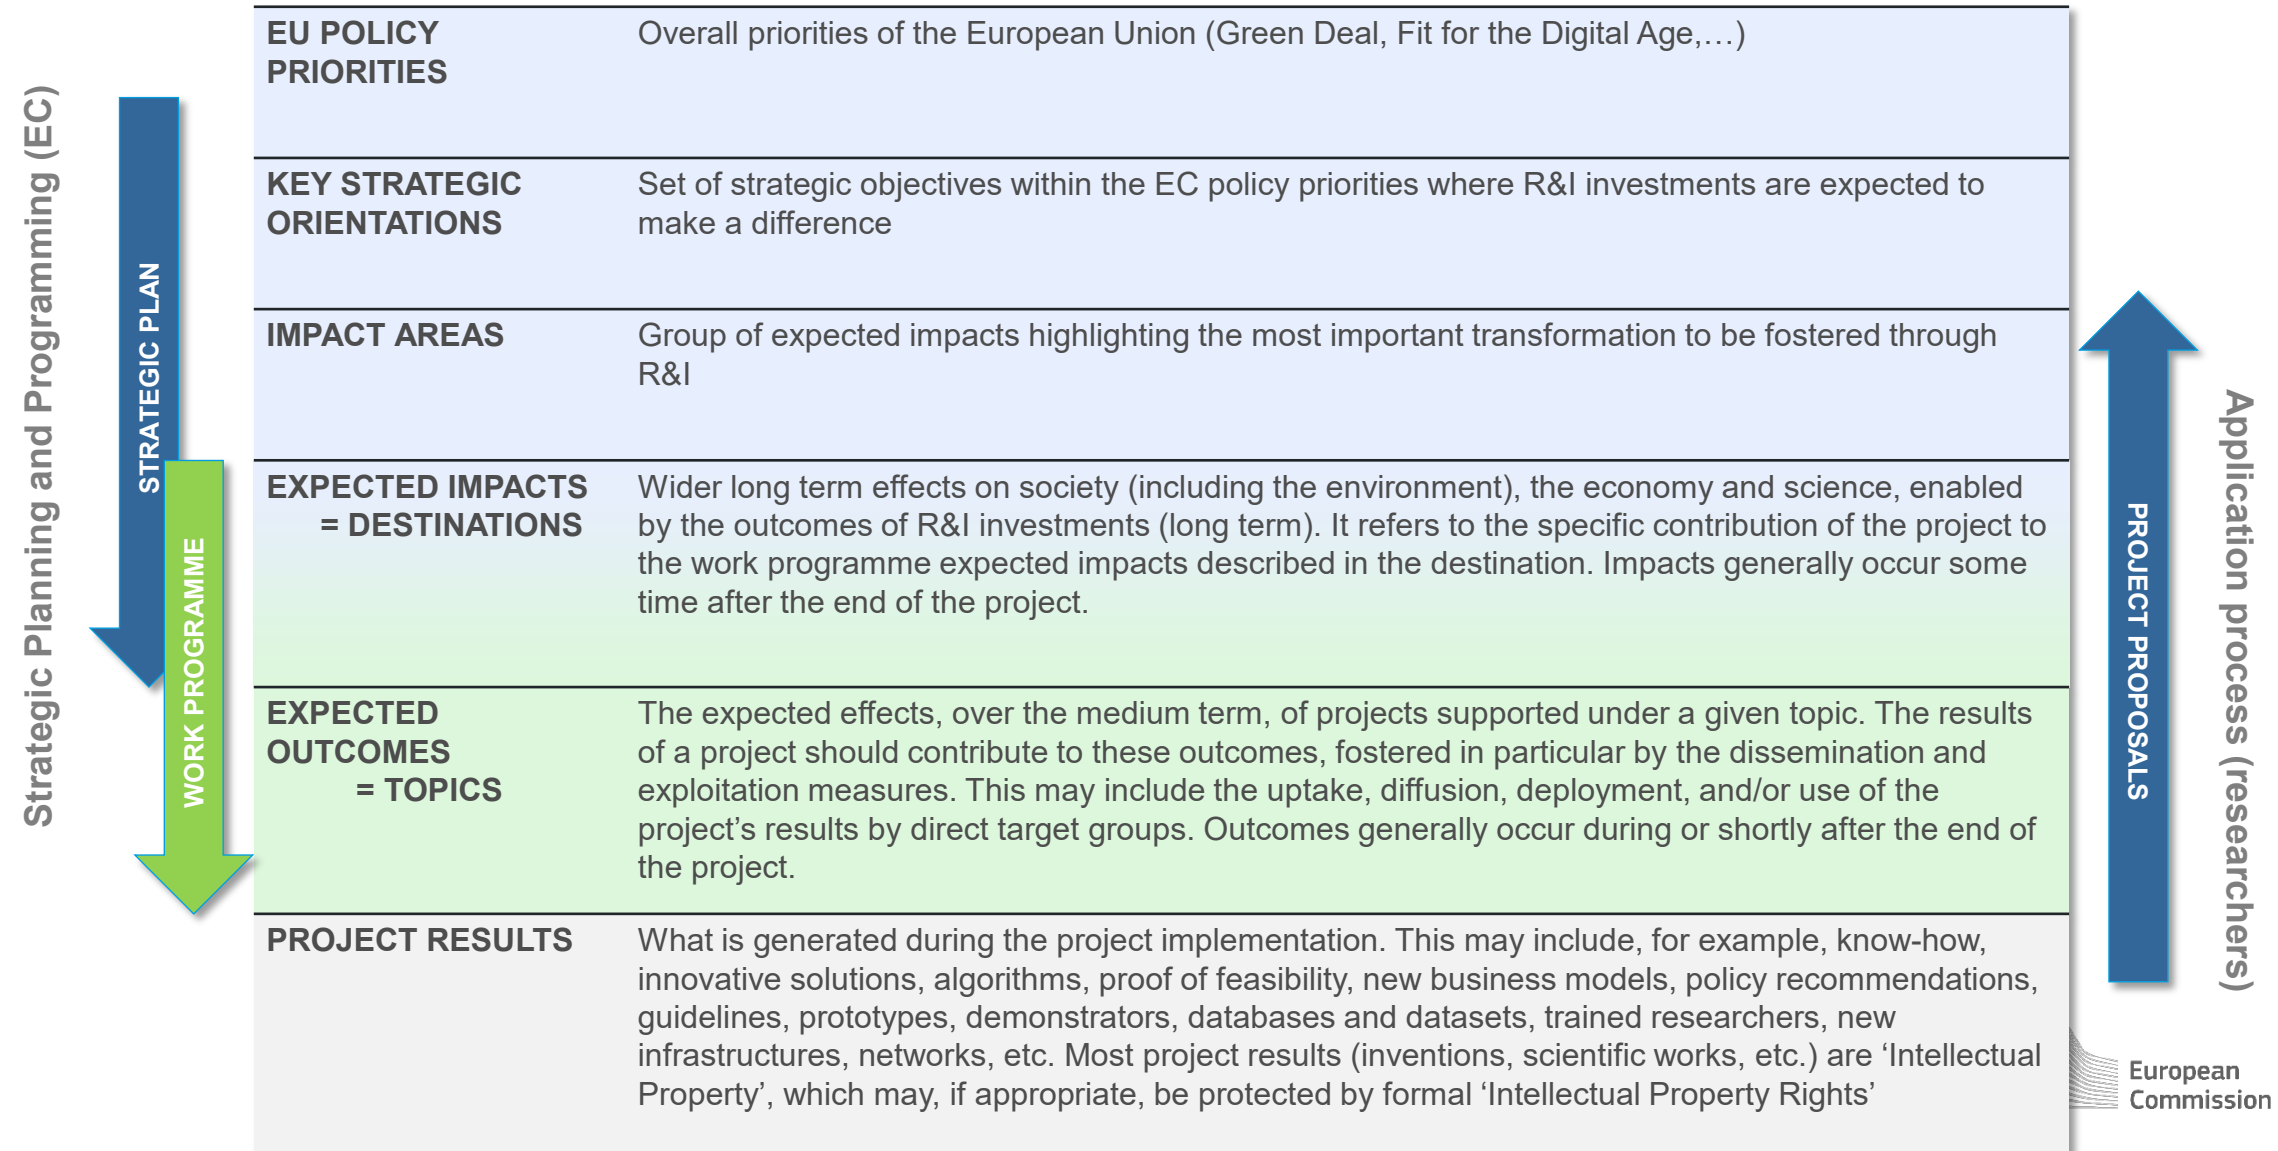 Strategic Planning and Programming (EC)
STRATEGIC PLAN
WORK PROGRAMME
EU POLICY
PRIORITIES
Overall priorities of the European Union (Green Deal, Fit for the Digital Age,…)
KEY STRATEGIC
ORIENTATIONS
Set of strategic objectives within the EC policy priorities where R&I investments are expected to
make a difference
IMPACT AREAS
Group of expected impacts highlighting the most important transformation to be fostered through
R&I
EXPECTED IMPACTS
= DESTINATIONS
Wider long term effects on society (including the environment), the economy and science, enabled
by the outcomes of R&I investments (long term). It refers to the specific contribution of the project to
the work programme expected impacts described in the destination. Impacts generally occur some
time after the end of the project.
EXPECTED
OUTCOMES
= TOPICS
The expected effects, over the medium term, of projects supported under a given topic. The results
of a project should contribute to these outcomes, fostered in particular by the dissemination and
exploitation measures. This may include the uptake, diffusion, deployment, and/or use of the
project’s results by direct target groups. Outcomes generally occur during or shortly after the end of
the project.
PROJECT RESULTS
What is generated during the project implementation. This may include, for example, know-how,
innovative solutions, algorithms, proof of feasibility, new business models, policy recommendations,
guidelines, prototypes, demonstrators, databases and datasets, trained researchers, new
infrastructures, networks, etc. Most project results (inventions, scientific works, etc.) are ‘Intellectual
Property’, which may, if appropriate, be protected by formal ‘Intellectual Property Rights’
PROJECT PROPOSALS
Application process (researchers)
European
Commission